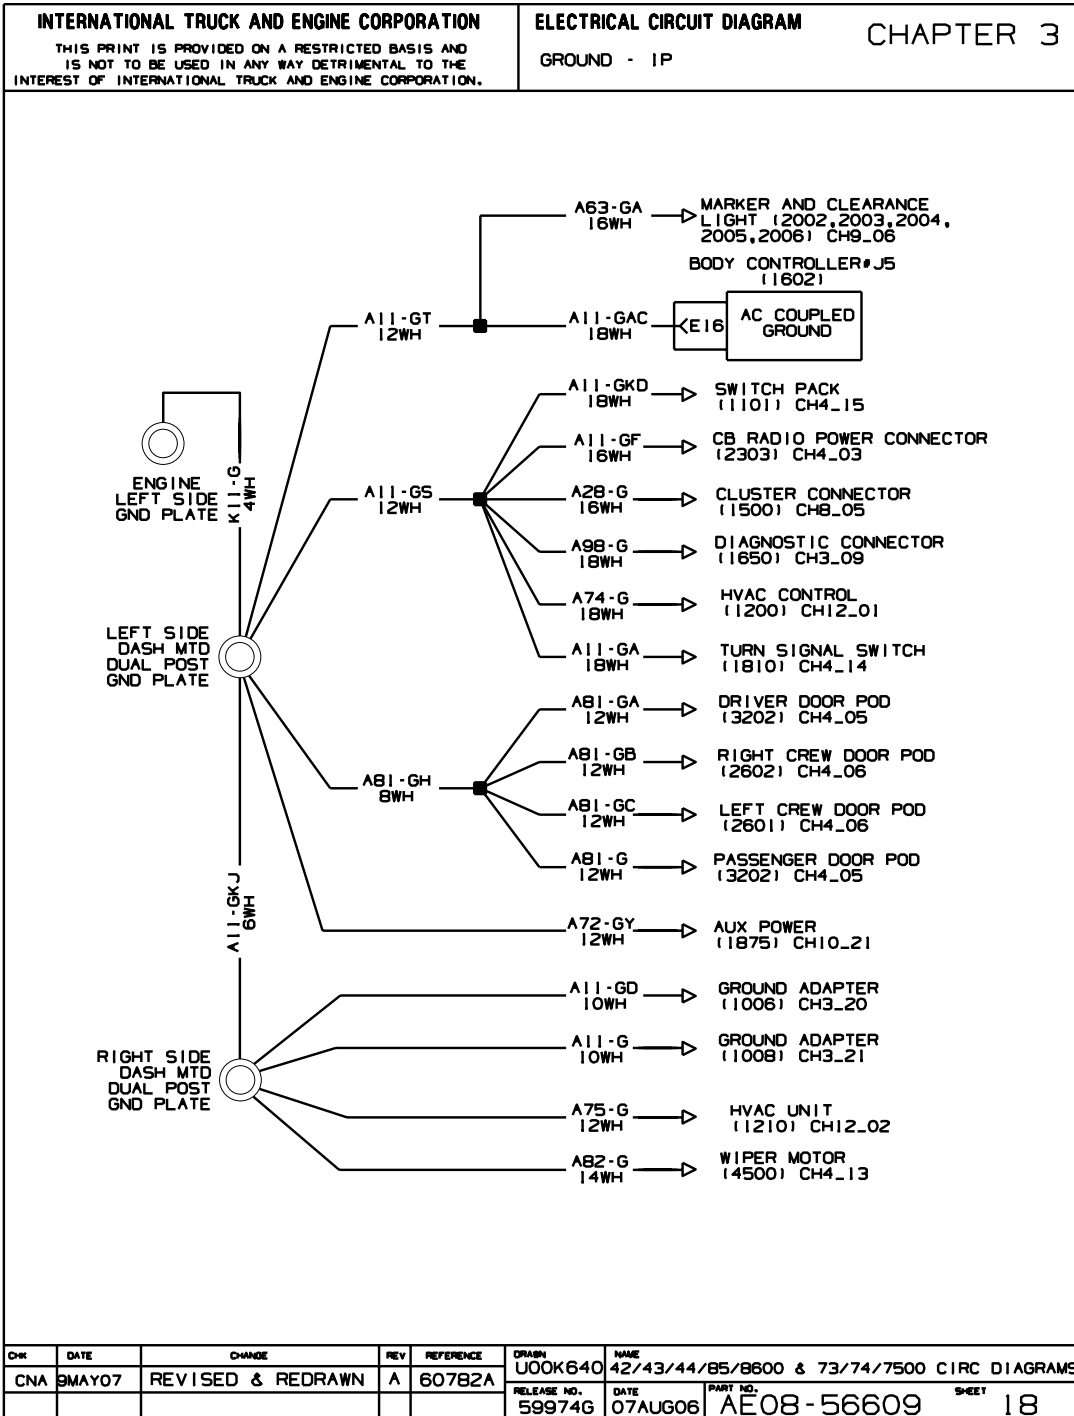 INTERNATIONAL TRUCK AND ENGINE CORPORATION
THIS PRINT IS PROVIDED ON A RESTRICTED BASIS AND
IS NOT TO BE USED IN ANY WAY DETRIMENTAL TO THE
INTEREST OF INTERNATIONAL TRUCK AND ENGINE CORPORATION.
ELECTRICAL CIRCUIT DIAGRAM
GROUND - IP
CHAPTER 3
A63-GA
16WH
MARKER AND CLEARANCE
LIGHT (2002,2003,2004,
2005,2006) CH9_06
BODY CONTROLLER#J5
(1602)
A11-GT
12WH
A11-GAC
18WH
E16
AC COUPLED
GROUND
A11-GKD
18WH
SWITCH PACK
(1101) CH4_15
A11-GF
16WH
CB RADIO POWER CONNECTOR
(2303) CH4_03
ENGINE
LEFT SIDE
GND PLATE
K11-G
4WH
A11-GS
12WH
A28-G
16WH
CLUSTER CONNECTOR
(1500) CH8_05
A98-G
18WH
DIAGNOSTIC CONNECTOR
(1650) CH3_09
A74-G
18WH
HVAC CONTROL
(1200) CH12_01
LEFT SIDE
DASH MTD
DUAL POST
GND PLATE
A11-GA
18WH
TURN SIGNAL SWITCH
(1810) CH4_14
A81-GA
12WH
DRIVER DOOR POD
(3202) CH4_05
A81-GB
12WH
RIGHT CREW DOOR POD
(2602) CH4_06
A81-GH
8WH
A81-GC
12WH
LEFT CREW DOOR POD
(2601) CH4_06
A81-G
12WH
PASSENGER DOOR POD
(3202) CH4_05
A11-GKJ
6WH
A72-GY
12WH
AUX POWER
(1875) CH10_21
A11-GD
10WH
GROUND ADAPTER
(1006) CH3_20
A11-G
10WH
GROUND ADAPTER
(1008) CH3_21
RIGHT SIDE
DASH MTD
DUAL POST
GND PLATE
A75-G
12WH
HVAC UNIT
(1210) CH12_02
A82-G
14WH
WIPER MOTOR
(4500) CH4_13
CHK DATE CHANGE REV REFERENCE
CNA 9MAY07 REVISED & REDRAWN A 60782A
DRAWN
U00K640
NAME
42/43/44/85/8600 & 73/74/7500 CIRC DIAGRAMS
RELEASE NO.
59974G
DATE
07AUG06
PART NO.
AE08-56609
SHEET
18